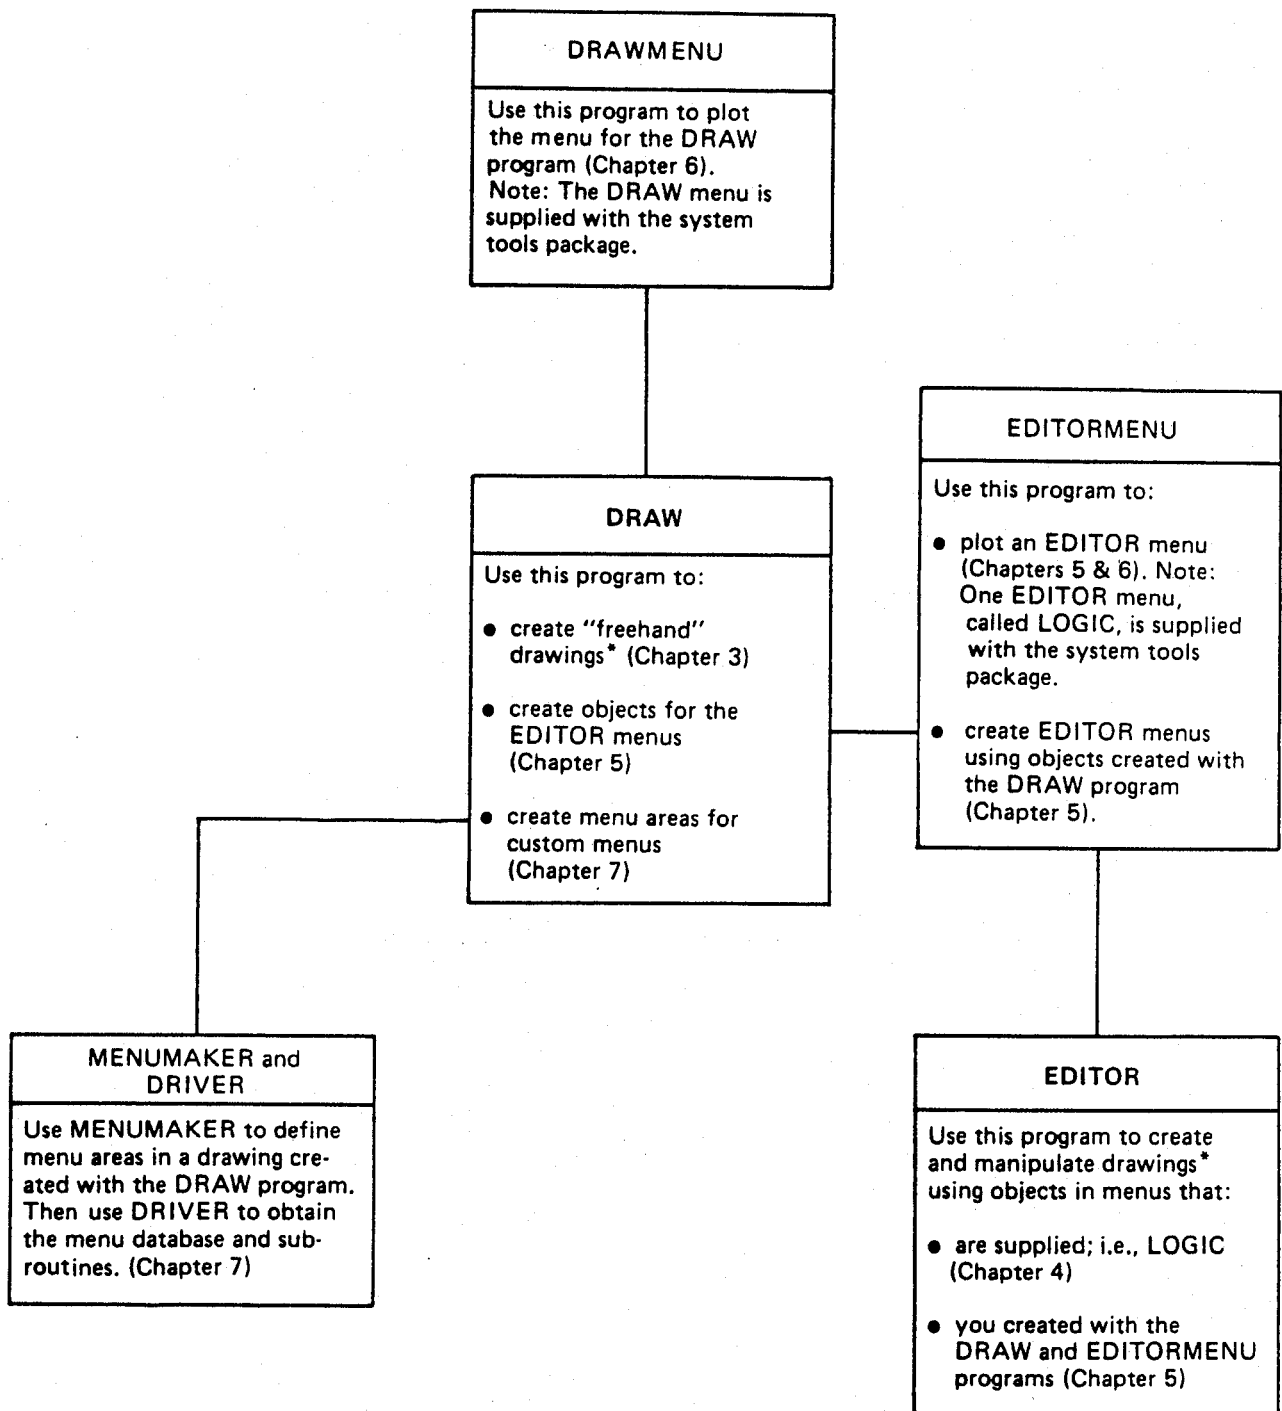 DRAWMENU
Use this program to plot
the menu for the DRAW
program (Chapter 6).
Note: The DRAW menu is
supplied with the system
tools package.
EDITORMENU
Use this program to:
● plot an EDITOR menu
(Chapters 5 & 6). Note:
One EDITOR menu,
called LOGIC, is supplied
with the system tools
package.
● create EDITOR menus
using objects created with
the DRAW program
(Chapter 5).
DRAW
Use this program to:
● create "freehand"
drawings* (Chapter 3)
● create objects for the
EDITOR menus
(Chapter 5)
● create menu areas for
custom menus
(Chapter 7)
MENUMAKER and
DRIVER
Use MENUMAKER to define
menu areas in a drawing cre-
ated with the DRAW program.
Then use DRIVER to obtain
the menu database and sub-
routines. (Chapter 7)
EDITOR
Use this program to create
and manipulate drawings*
using objects in menus that:
● are supplied; i.e., LOGIC
(Chapter 4)
● you created with the
DRAW and EDITORMENU
programs (Chapter 5)